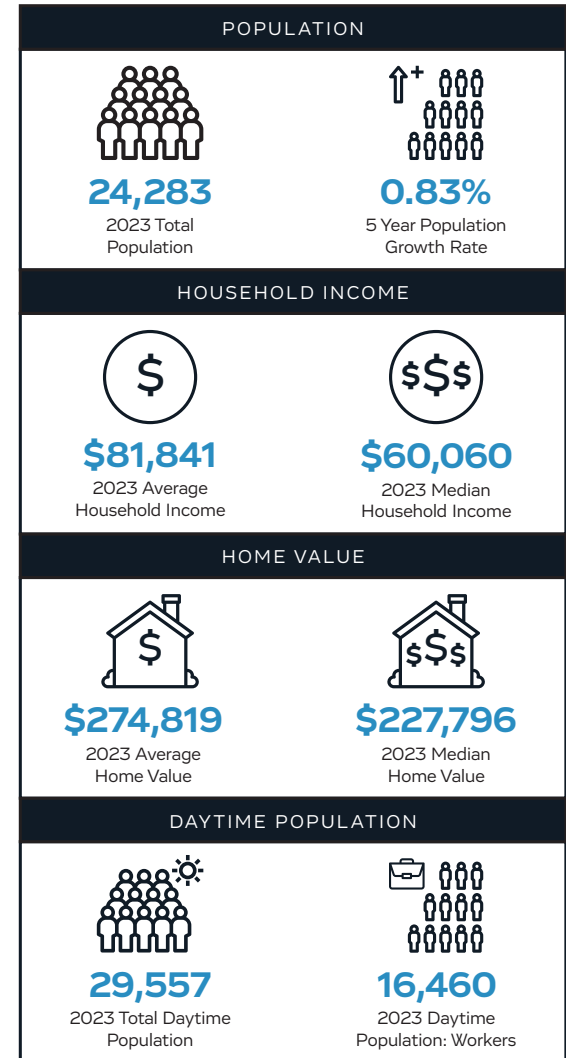 POPULATION
24,283
2023 Total
Population
0.83%
5 Year Population
Growth Rate
HOUSEHOLD INCOME
$
$81,841
2023 Average
Household Income
$$$
$60,060
2023 Median
Household Income
HOME VALUE
$
$274,819
2023 Average
Home Value
$$$
$227,796
2023 Median
Home Value
DAYTIME POPULATION
29,557
2023 Total Daytime
Population
16,460
2023 Daytime
Population: Workers